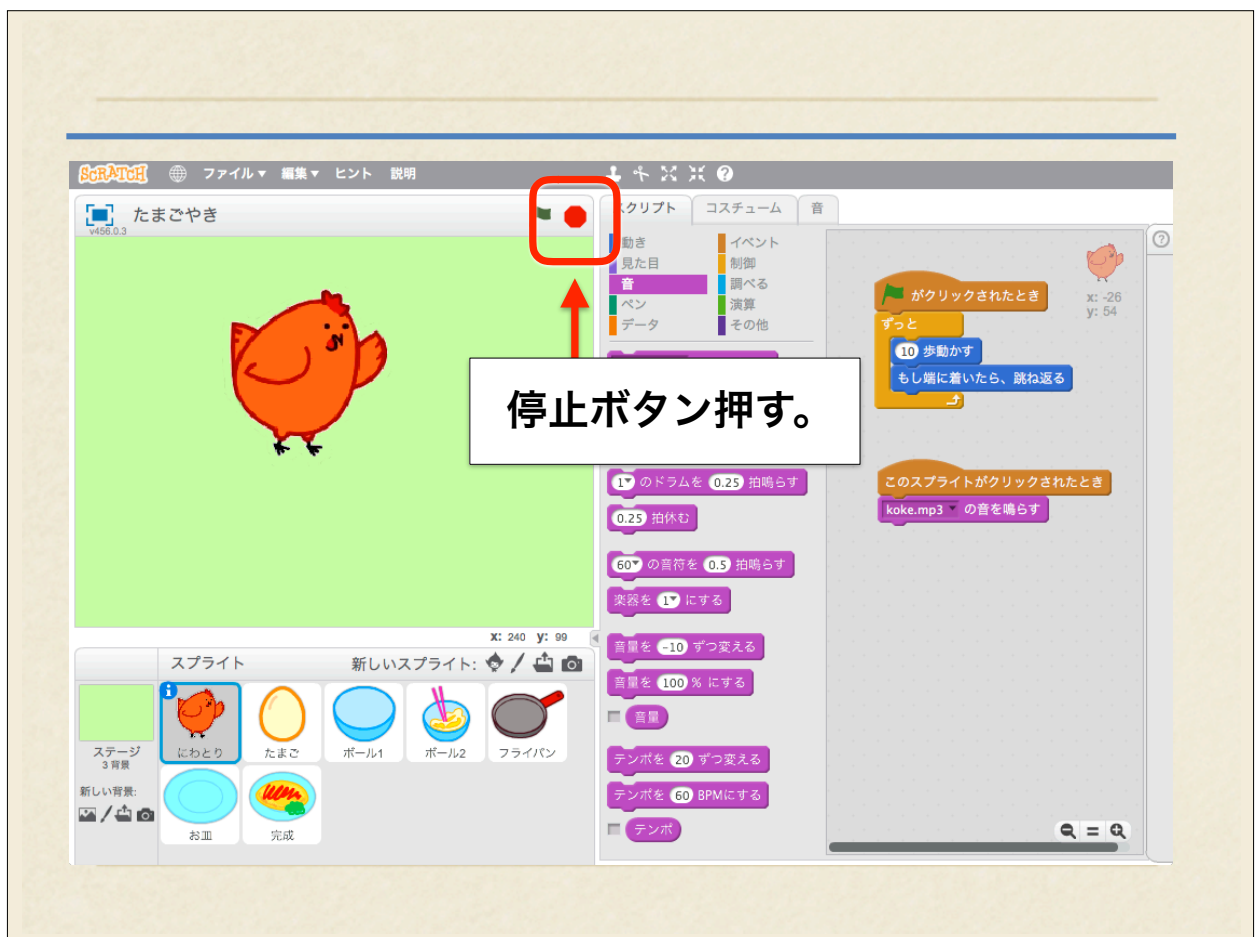 SCRATCH ファイル▼ 編集▼ ヒント 説明
たまごやき
v456.0.3
スクリプト コスチューム 音
動き イベント
見た目 制御
音 調べる
ペン 演算
データ その他
停止ボタン押す。
1▼ のドラムを 0.25 拍鳴らす
0.25 拍休む
60▼ の音符を 0.5 拍鳴らす
楽器を 1▼ にする
音量を -10 ずつ変える
音量を 100 % にする
音量
テンポを 20 ずつ変える
テンポを 60 BPMにする
テンポ
がクリックされたとき
ずっと
10 歩動かす
もし端に着いたら、跳ね返る
このスプライトがクリックされたとき
koke.mp3 ▼ の音を鳴らす
x: -26
y: 54
x: 240 y: 99
スプライト 新しいスプライト:
ステージ
3 背景
新しい背景:
にわとり たまご ボール1 ボール2 フライパン
お皿 完成